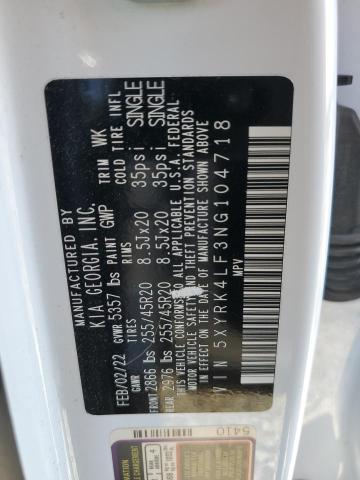 MANUFACTURED BY
KIA GEORGIA, INC.
FEB/02/22 GVWR 5357 lbs PAINT GWP TRIM WK
GAWR RIMS COLD TIRE INFL
FRONT 2866 lbs 255/45R20 8.5Jx20 35psi SINGLE
REAR 2976 lbs 255/45R20 8.5Jx20 35psi SINGLE
THIS VEHICLE CONFORMS TO ALL APPLICABLE U.S.A. FEDERAL
MOTOR VEHICLE SAFETY BUMPER AND THEFT PREVENTION STANDARDS
IN EFFECT ON THE DATE OF MANUFACTURE SHOWN ABOVE
V I N 5XYRK4LF3NG104718
MPV
5410